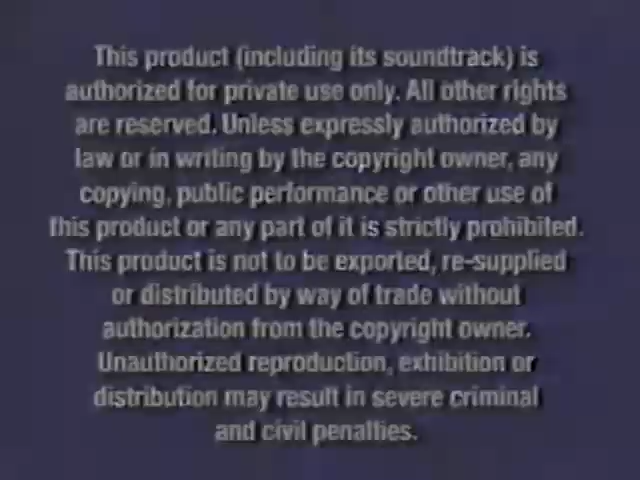 This product (including its soundtrack) is
authorized for private use only. All other rights
are reserved. Unless expressly authorized by
law or in writing by the copyright owner, any
copying, public performance or other use of
this product or any part of it is strictly prohibited.
This product is not to be exported, re-supplied
or distributed by way of trade without
authorization from the copyright owner.
Unauthorized reproduction, exhibition or
distribution may result in severe criminal
and civil penalties.